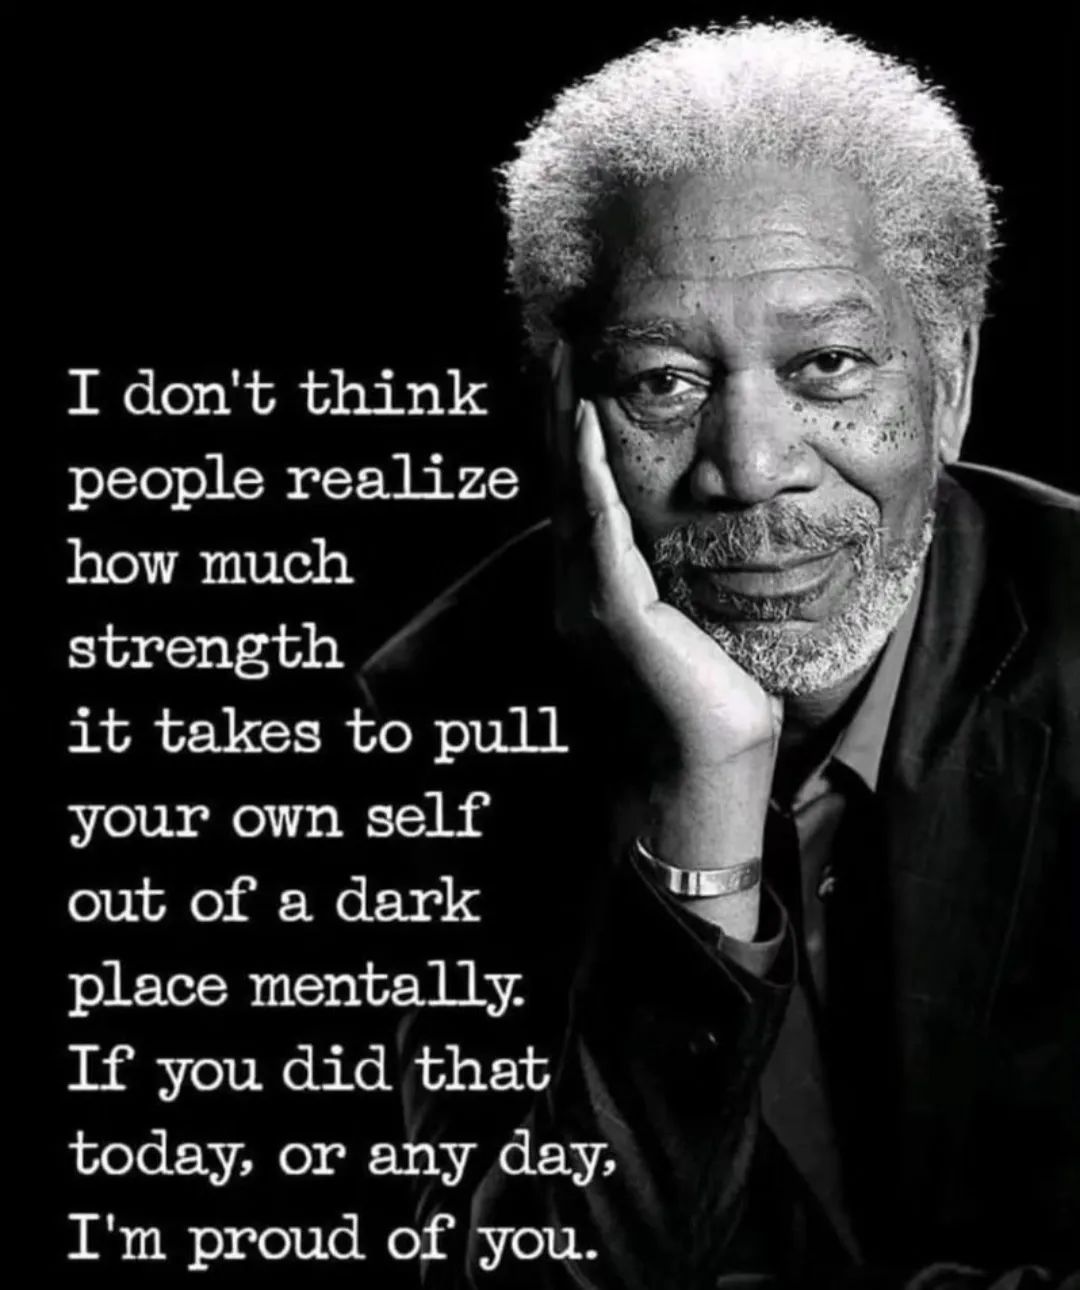 I don't think
people realize
how much
strength
it takes to pull
your own self
out of a dark
place mentally.
If you did that
today, or any day,
I'm proud of you.